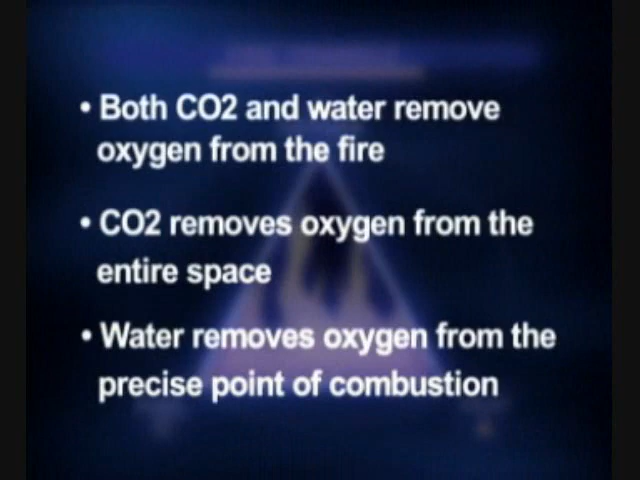 • Both CO2 and water remove
oxygen from the fire
• CO2 removes oxygen from the
entire space
• Water removes oxygen from the
precise point of combustion